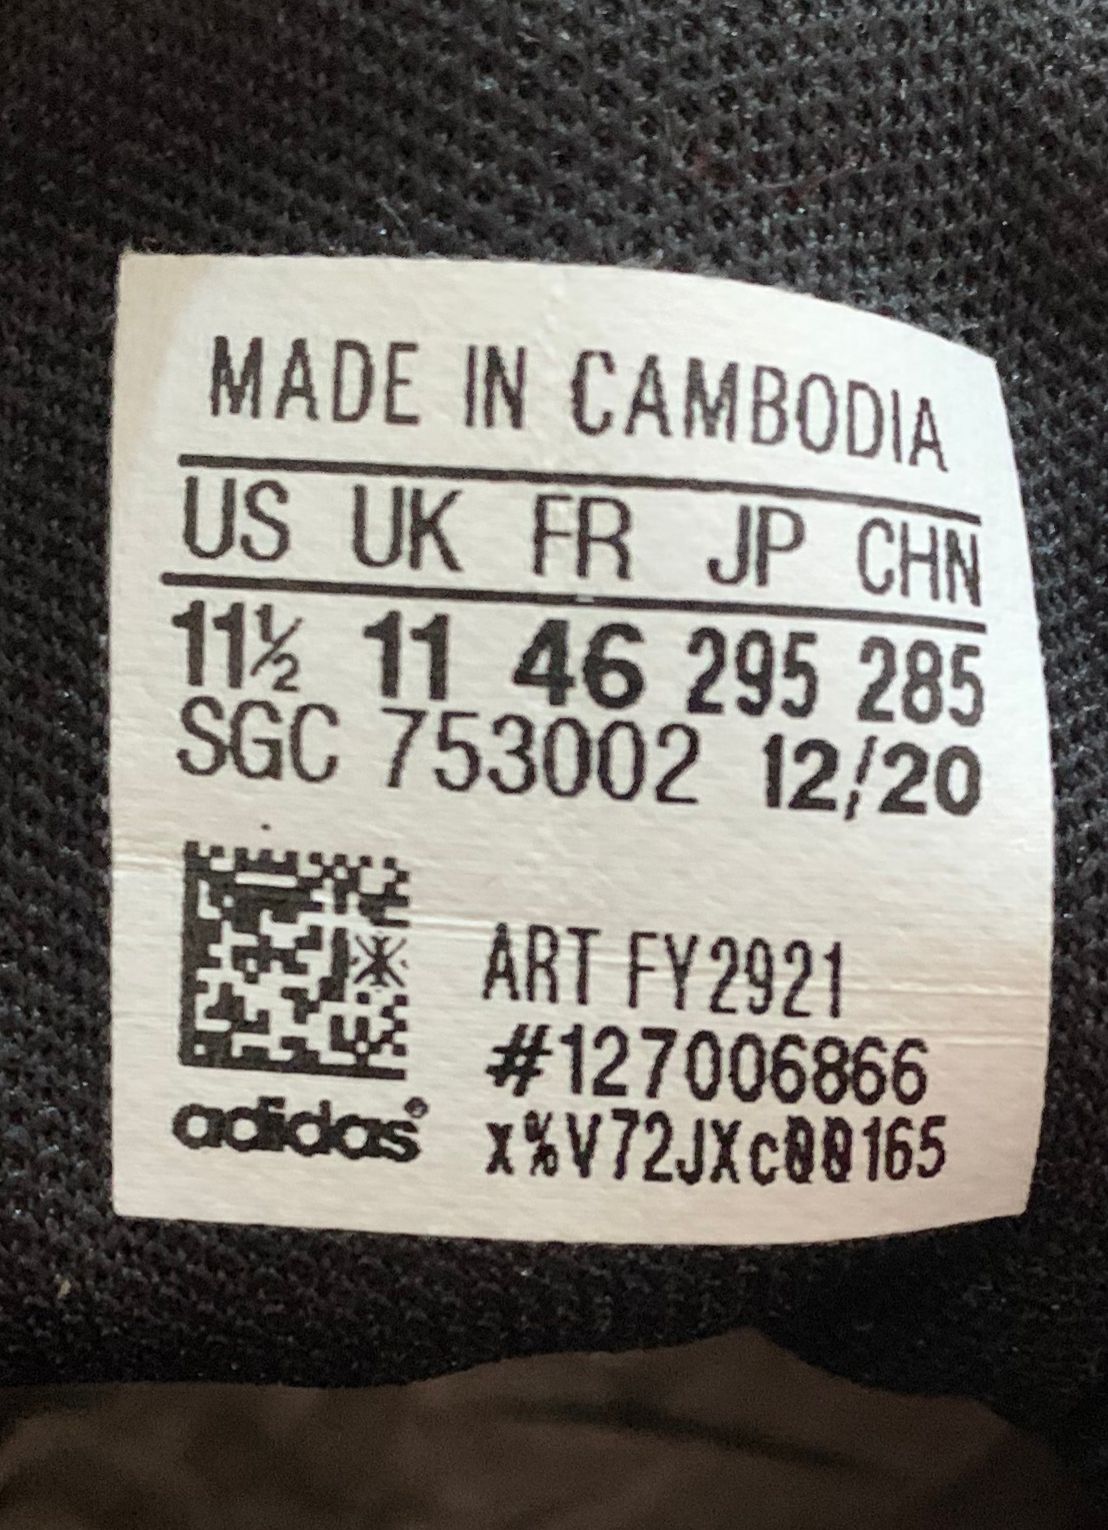 MADE IN CAMBODIA
US UK FR JP CHN
11½ 11 46 295 285
SGC 753002 12/20
ART FY2921
#127006866
adidas®
x%V72JXc00165